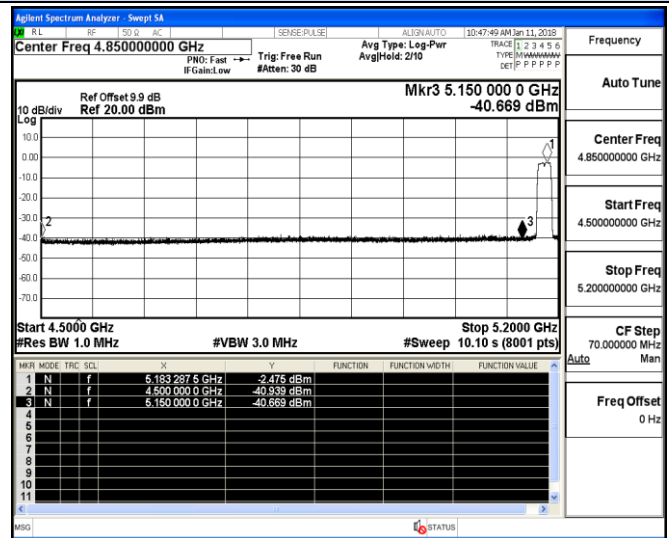 Agilent Spectrum Analyzer - Swept SA
RL RF 50 Ω AC SENSE:PULSE ALIGN AUTO 10:47:49 AM Jan 11, 2018
Center Freq 4.850000000 GHz
PNO: Fast
IFGain:Low
Trig: Free Run
#Atten: 30 dB
Avg Type: Log-Pwr
Avg|Hold: 2/10
TRACE 1 2 3 4 5 6
TYPE MWWWWW
DET P P P P P P
Mkr3 5.150 000 0 GHz
-40.669 dBm
Ref Offset 9.9 dB
10 dB/div Ref 20.00 dBm
Log
10.0
0.00
-10.0
-20.0
-30.0
-40.0
-50.0
-60.0
-70.0
1
2
3
Start 4.5000 GHz Stop 5.2000 GHz
#Res BW 1.0 MHz #VBW 3.0 MHz #Sweep 10.10 s (8001 pts)
MKR MODE TRC SCL X Y FUNCTION FUNCTION WIDTH FUNCTION VALUE
1 N f 5.183 287 5 GHz -2.475 dBm
2 N f 4.500 000 0 GHz -40.939 dBm
3 N f 5.150 000 0 GHz -40.669 dBm
4
5
6
7
8
9
10
11
MSG STATUS
Frequency
Auto Tune
Center Freq
4.850000000 GHz
Start Freq
4.500000000 GHz
Stop Freq
5.200000000 GHz
CF Step
70.000000 MHz
Auto Man
Freq Offset
0 Hz